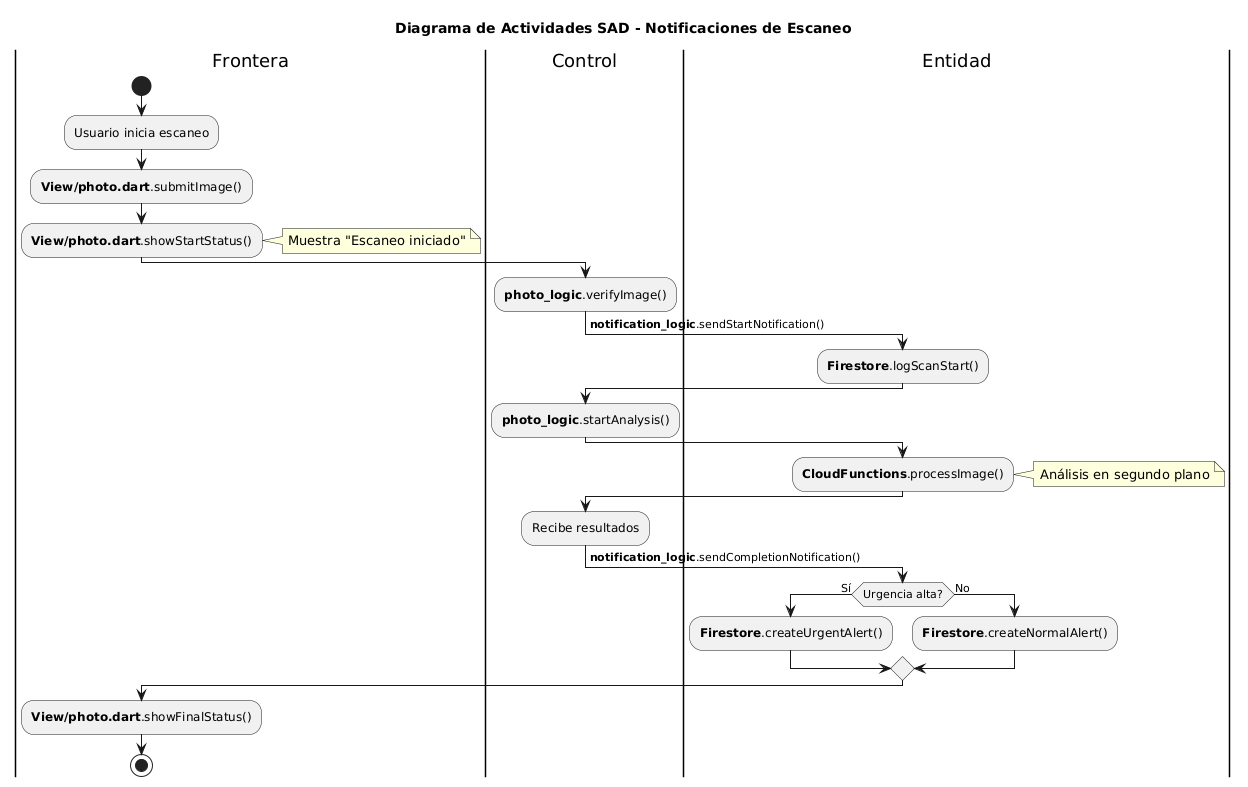 Diagrama de Actividades SAD - Notificaciones de Escaneo
Frontera
Control
Entidad
Usuario inicia escaneo
View/photo.dart.submitImage()
View/photo.dart.showStartStatus()
Muestra "Escaneo iniciado"
photo_logic.verifyImage()
notification_logic.sendStartNotification()
Firestore.logScanStart()
photo_logic.startAnalysis()
CloudFunctions.processImage()
Análisis en segundo plano
Recibe resultados
notification_logic.sendCompletionNotification()
Sí
Urgencia alta?
No
Firestore.createUrgentAlert()
Firestore.createNormalAlert()
View/photo.dart.showFinalStatus()